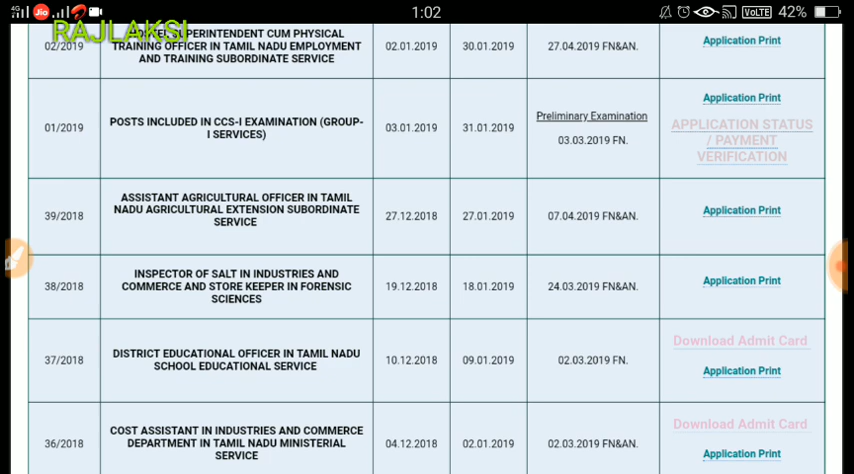 4G
Jio
4G
1:02
VoLTE
42%
RAJLAKSI
02/2019
SUPERINTENDENT CUM PHYSICAL
TRAINING OFFICER IN TAMIL NADU EMPLOYMENT
AND TRAINING SUBORDINATE SERVICE
02.01.2019
30.01.2019
27.04.2019 FN&AN.
Application Print
01/2019
POSTS INCLUDED IN CCS-I EXAMINATION (GROUP-
I SERVICES)
03.01.2019
31.01.2019
Preliminary Examination
03.03.2019 FN.
Application Print
APPLICATION STATUS
/ PAYMENT
VERIFICATION
39/2018
ASSISTANT AGRICULTURAL OFFICER IN TAMIL
NADU AGRICULTURAL EXTENSION SUBORDINATE
SERVICE
27.12.2018
27.01.2019
07.04.2019 FN&AN.
Application Print
38/2018
INSPECTOR OF SALT IN INDUSTRIES AND
COMMERCE AND STORE KEEPER IN FORENSIC
SCIENCES
19.12.2018
18.01.2019
24.03.2019 FN&AN.
Application Print
37/2018
DISTRICT EDUCATIONAL OFFICER IN TAMIL NADU
SCHOOL EDUCATIONAL SERVICE
10.12.2018
09.01.2019
02.03.2019 FN.
Download Admit Card
Application Print
36/2018
COST ASSISTANT IN INDUSTRIES AND COMMERCE
DEPARTMENT IN TAMIL NADU MINISTERIAL
SERVICE
04.12.2018
02.01.2019
02.03.2019 FN&AN.
Download Admit Card
Application Print